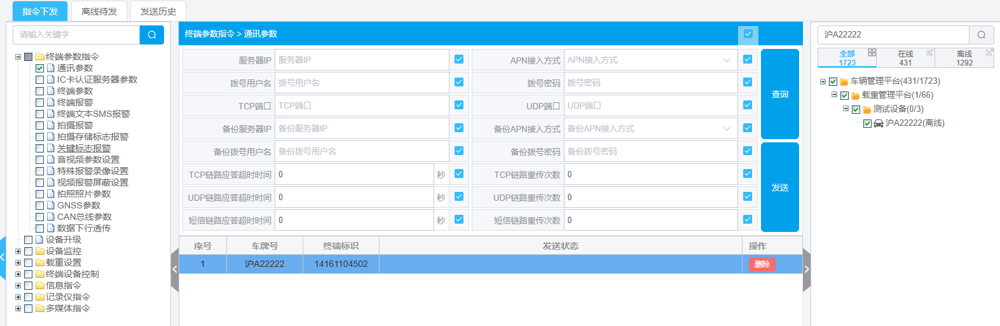 指令下发 离线待发 发送历史
请输入关键字
终端参数指令
通讯参数
IC卡认证服务器参数
终端参数
终端报警
终端文本SMS报警
拍摄报警
拍摄存储标志报警
关键标志报警
音视频参数设置
特殊报警录像设置
视频报警屏蔽设置
拍照照片参数
GNSS参数
CAN总线参数
数据下行透传
设备升级
设备监控
载重设置
终端设备控制
信息指令
记录仪指令
多媒体指令
终端参数指令 > 通讯参数
服务器IP 服务器IP APN接入方式 APN接入方式
拨号用户名 拨号用户名 拨号密码 拨号密码
TCP端口 TCP端口 UDP端口 UDP端口
备份服务器IP 备份服务器IP 备份APN接入方式 备份APN接入方式
备份拨号用户名 备份拨号用户名 备份拨号密码 备份拨号密码
TCP链路应答超时时间 0 秒 TCP链路重传次数 0
UDP链路应答超时时间 0 秒 UDP链路重传次数 0
短信链路应答超时时间 0 秒 短信链路重传次数 0
查询
发送
序号 车牌号 终端标识 发送状态 操作
1 沪A22222 14161104502 删除
沪A22222
全部 在线 离线
1723 431 1292
车辆管理平台(431/1723)
载重管理平台(1/66)
测试设备(0/3)
沪A22222(离线)